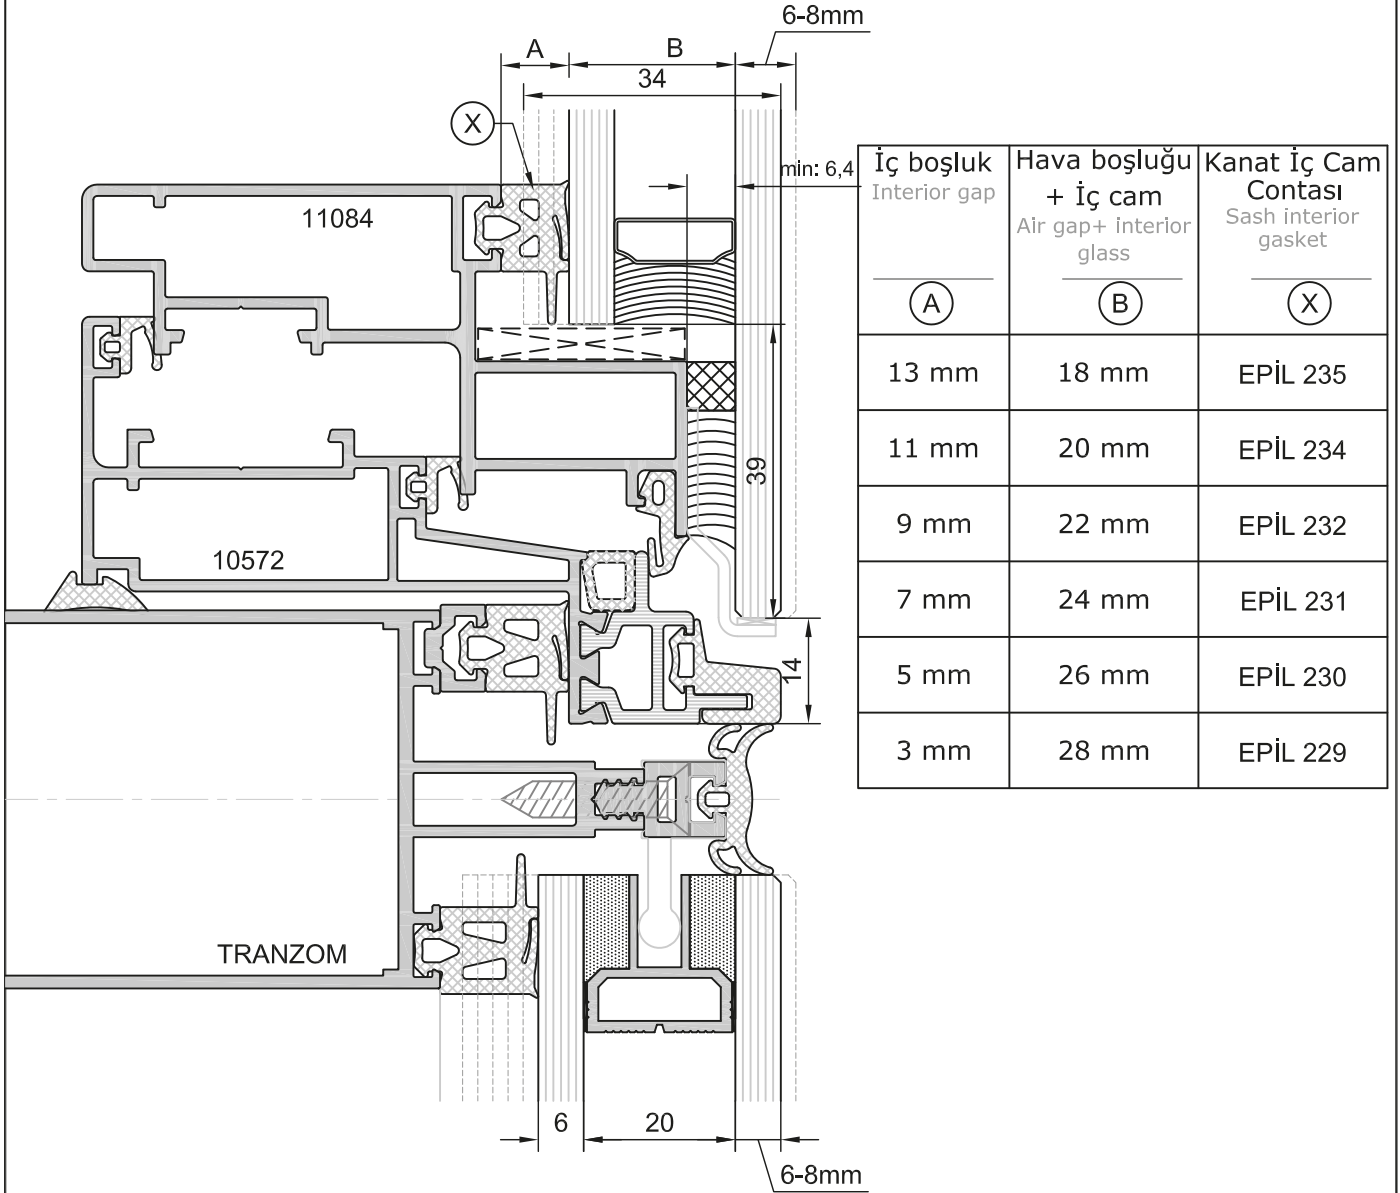 6-8mm
A
B
34
X
min: 6,4
11084
39
10572
14
TRANZOM
6
20
6-8mm
İç boşluk
Interior gap
A
Hava boşluğu
+ İç cam
Air gap+ interior
glass
B
Kanat İç Cam
Contası
Sash interior
gasket
X
13 mm
18 mm
EPİL 235
11 mm
20 mm
EPİL 234
9 mm
22 mm
EPİL 232
7 mm
24 mm
EPİL 231
5 mm
26 mm
EPİL 230
3 mm
28 mm
EPİL 229